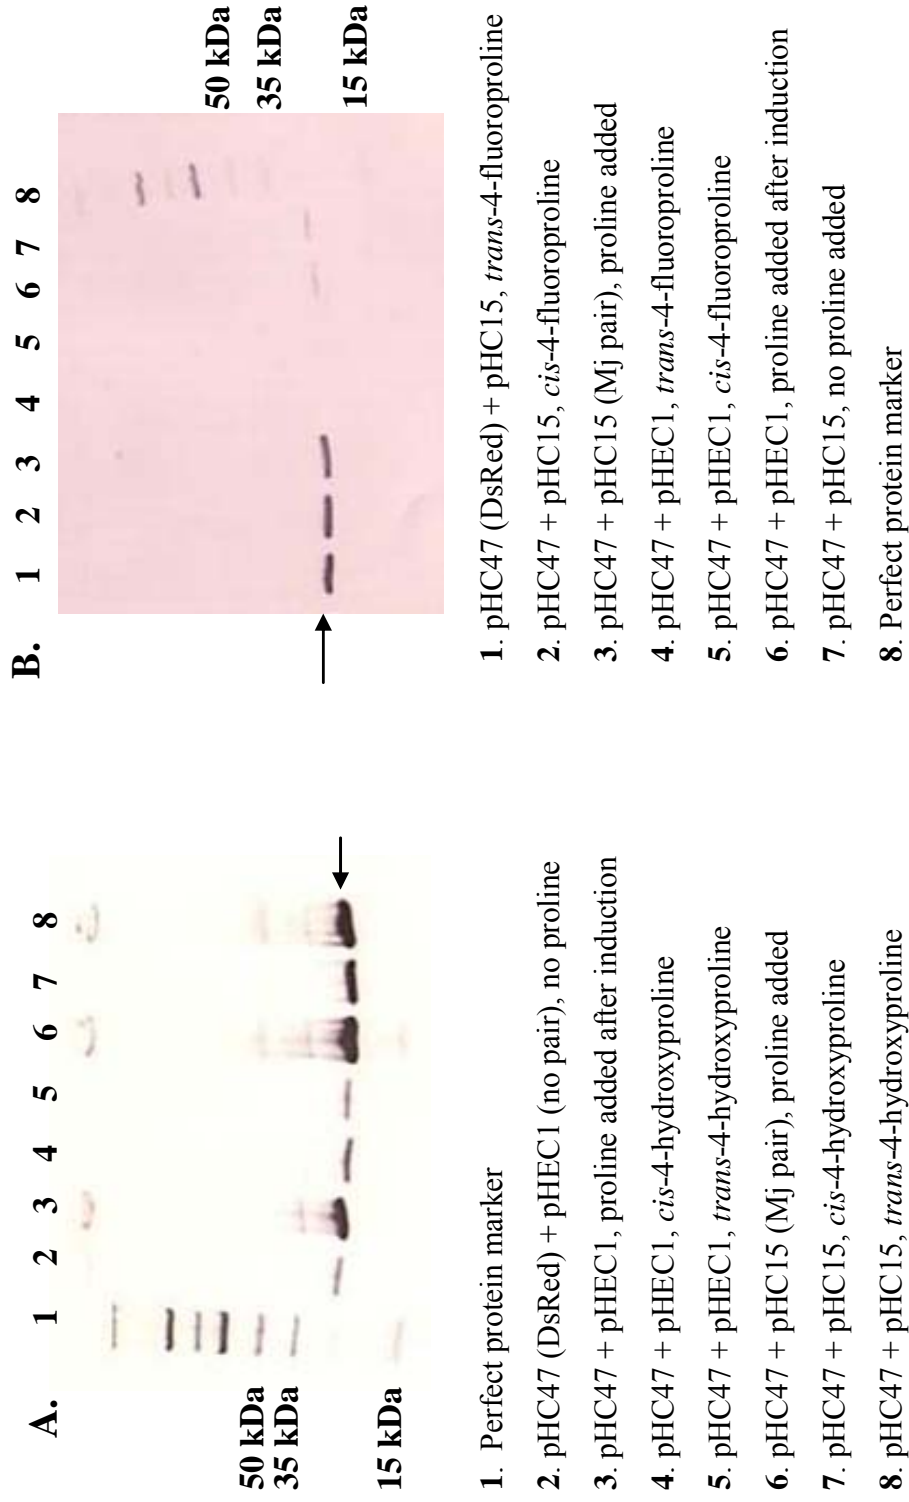 A.
1 2 3 4 5 6 7 8
50 kDa
35 kDa
15 kDa
1. Perfect protein marker
2. pHC47 (DsRed) + pHEC1 (no pair), no proline
3. pHC47 + pHEC1, proline added after induction
4. pHC47 + pHEC1, cis-4-hydroxyproline
5. pHC47 + pHEC1, trans-4-hydroxyproline
6. pHC47 + pHC15 (Mj pair), proline added
7. pHC47 + pHC15, cis-4-hydroxyproline
8. pHC47 + pHC15, trans-4-hydroxyproline
B.
1 2 3 4 5 6 7 8
50 kDa
35 kDa
15 kDa
1. pHC47 (DsRed) + pHC15, trans-4-fluoroproline
2. pHC47 + pHC15, cis-4-fluoroproline
3. pHC47 + pHC15 (Mj pair), proline added
4. pHC47 + pHEC1, trans-4-fluoroproline
5. pHC47 + pHEC1, cis-4-fluoroproline
6. pHC47 + pHEC1, proline added after induction
7. pHC47 + pHC15, no proline added
8. Perfect protein marker